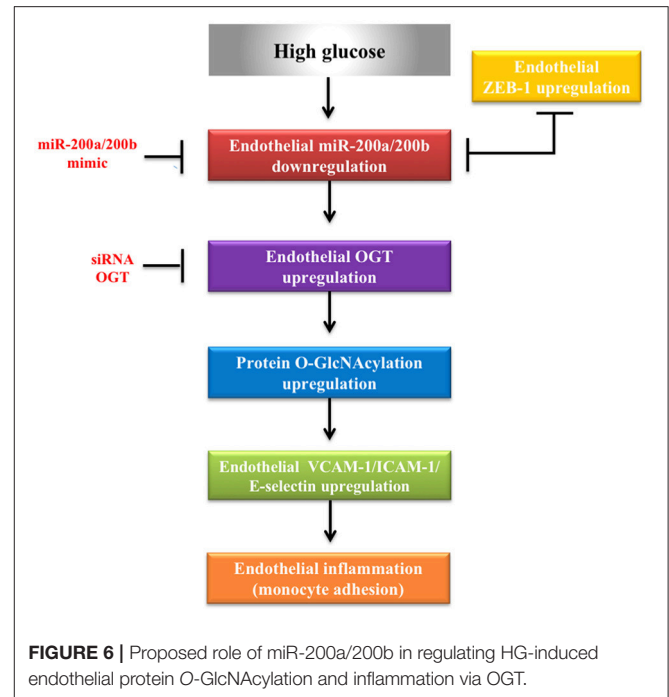 High glucose
Endothelial
ZEB-1 upregulation
miR-200a/200b
mimic
Endothelial miR-200a/200b
downregulation
siRNA
OGT
Endothelial OGT
upregulation
Protein O-GlcNAcylation
upregulation
Endothelial VCAM-1/ICAM-1/
E-selectin upregulation
Endothelial inflammation
(monocyte adhesion)
FIGURE 6 | Proposed role of miR-200a/200b in regulating HG-induced
endothelial protein O-GlcNAcylation and inflammation via OGT.